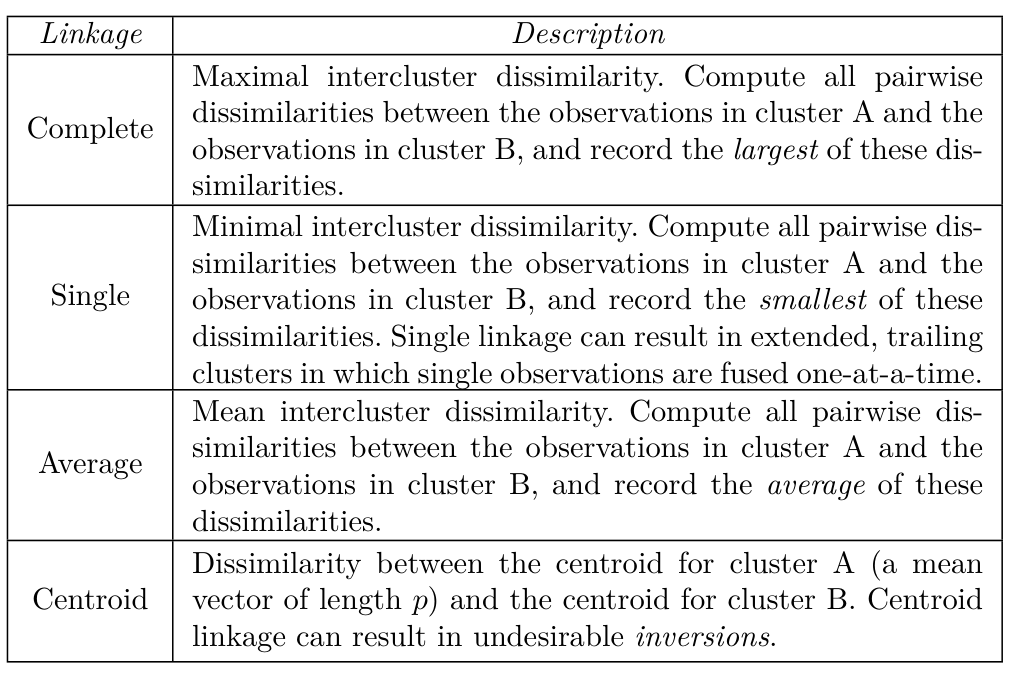 Linkage Description
Maximal intercluster dissimilarity. Compute all pairwise
dissimilarities between the observations in cluster A and the
Complete
observations in cluster B, and record the largest of these dis-
similarities.
Minimal intercluster dissimilarity. Compute all pairwise dis-
similarities between the observations in cluster A and the
Single
observations in cluster B, and record the smallest of these
dissimilarities. Single linkage can result in extended, trailing
clusters in which single observations are fused one-at-a-time.
Mean intercluster dissimilarity. Compute all pairwise dis-
similarities between the observations in cluster A and the
Average
observations in cluster B, and record the average of these
dissimilarities.
Dissimilarity between the centroid for cluster A (a mean
Centroid
vector of length p) and the centroid for cluster B. Centroid
linkage can result in undesirable inversions.